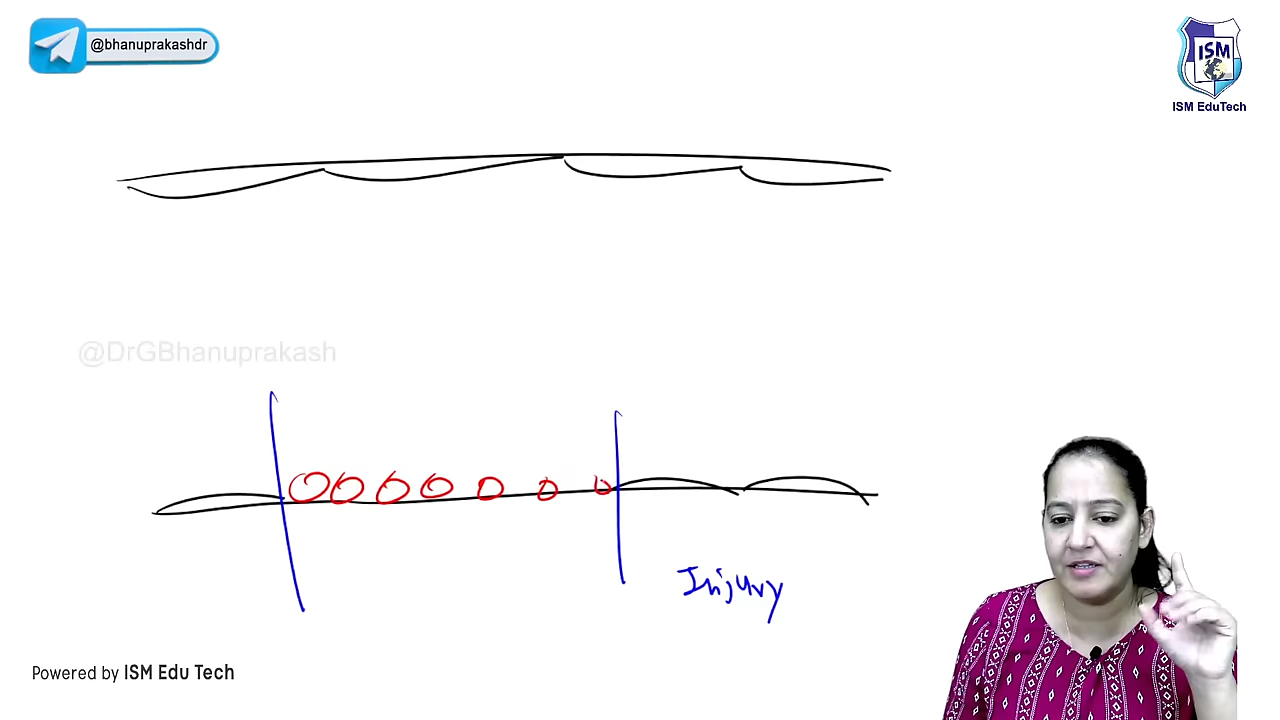 @bhanuprakashdr
ISM
ISM EduTech
@DrGBhanuprakash
Injury
Powered by ISM Edu Tech